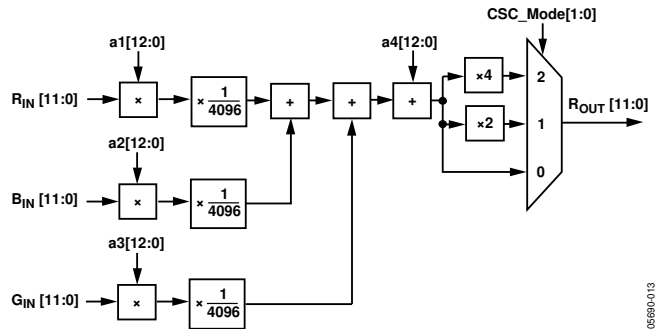 CSC_Mode[1:0]
a1[12:0]
a4[12:0]
R_IN [11:0]
×
× 1/4096
+
+
+
×4
2
×2
1
R_OUT [11:0]
0
a2[12:0]
B_IN [11:0]
×
× 1/4096
a3[12:0]
G_IN [11:0]
×
× 1/4096
05690-013